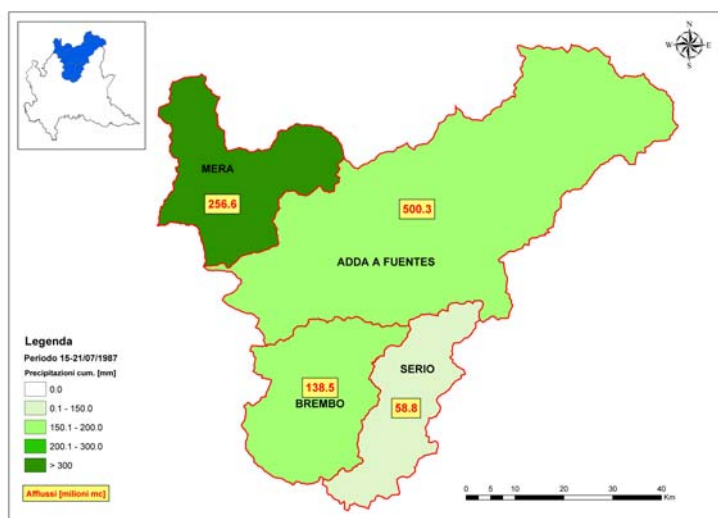 N
W E
S
MERA
256.6
500.3
ADDA A FUENTES
SERIO
138.5
BREMBO
58.8
Legenda
Periodo 15-21/07/1987
Precipitazioni cum. [mm]
0.0
0.1 - 150.0
150.1 - 200.0
200.1 - 300.0
> 300
Afflussi [milioni mc]
0 5 10 20 30 40
Km